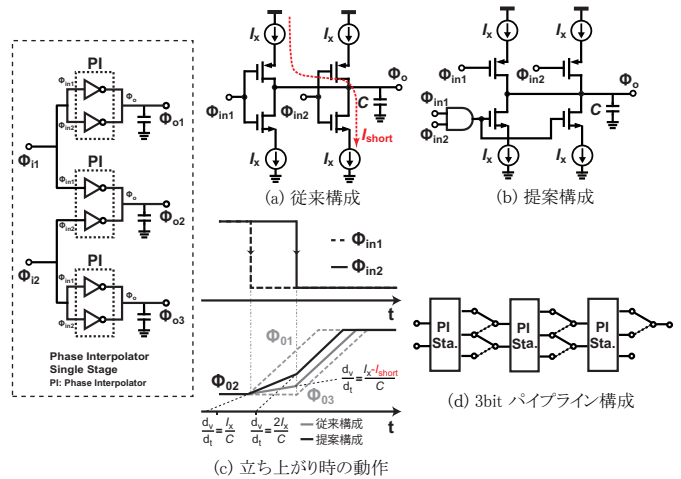 PI
Φin1
Φin2
Φo
Φo1
Φi1
PI
Φin1
Φin2
Φo
Φo2
Φi2
PI
Φin1
Φin2
Φo
Φo3
Phase Interpolator
Single Stage
PI: Phase Interpolator
Ix
Ix
Φin1
Φin2
Φo
C
Ishort
Ix
Ix
(a) 従来構成
Ix
Ix
Φin1
Φin2
Φo
Φin1
Φin2
C
Ix
Ix
(b) 提案構成
Φin1
Φin2
t
Φ01
Φ02
Φ03
dv/dt=Ix-Ishort/C
t
dv/dt=Ix/C
dv/dt=2Ix/C
従来構成
提案構成
(c) 立ち上がり時の動作
PI
Sta.
PI
Sta.
PI
Sta.
(d) 3bit パイプライン構成